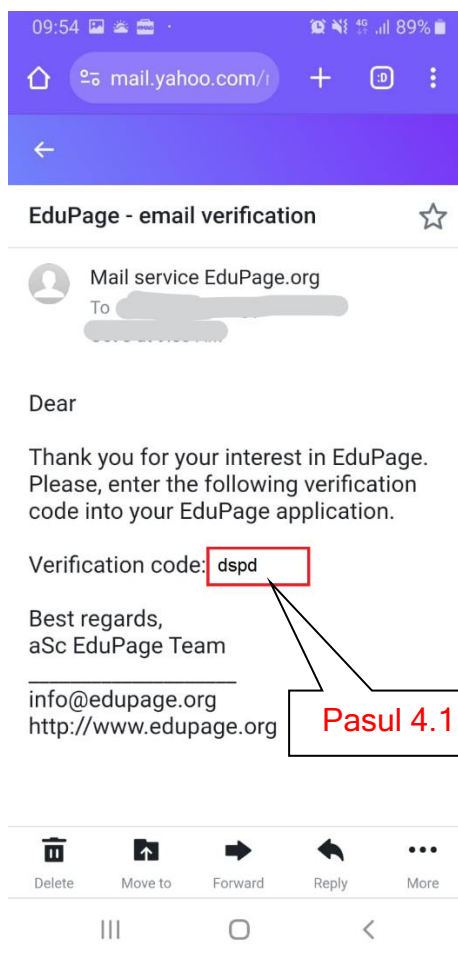 09:54
4G 89%
mail.yahoo.com/
:D
EduPage - email verification
Mail service EduPage.org
To
Dear
Thank you for your interest in EduPage.
Please, enter the following verification
code into your EduPage application.
Verification code: dspd
Best regards,
aSc EduPage Team
____________________
info@edupage.org
http://www.edupage.org
Pasul 4.1
Delete Move to Forward Reply More